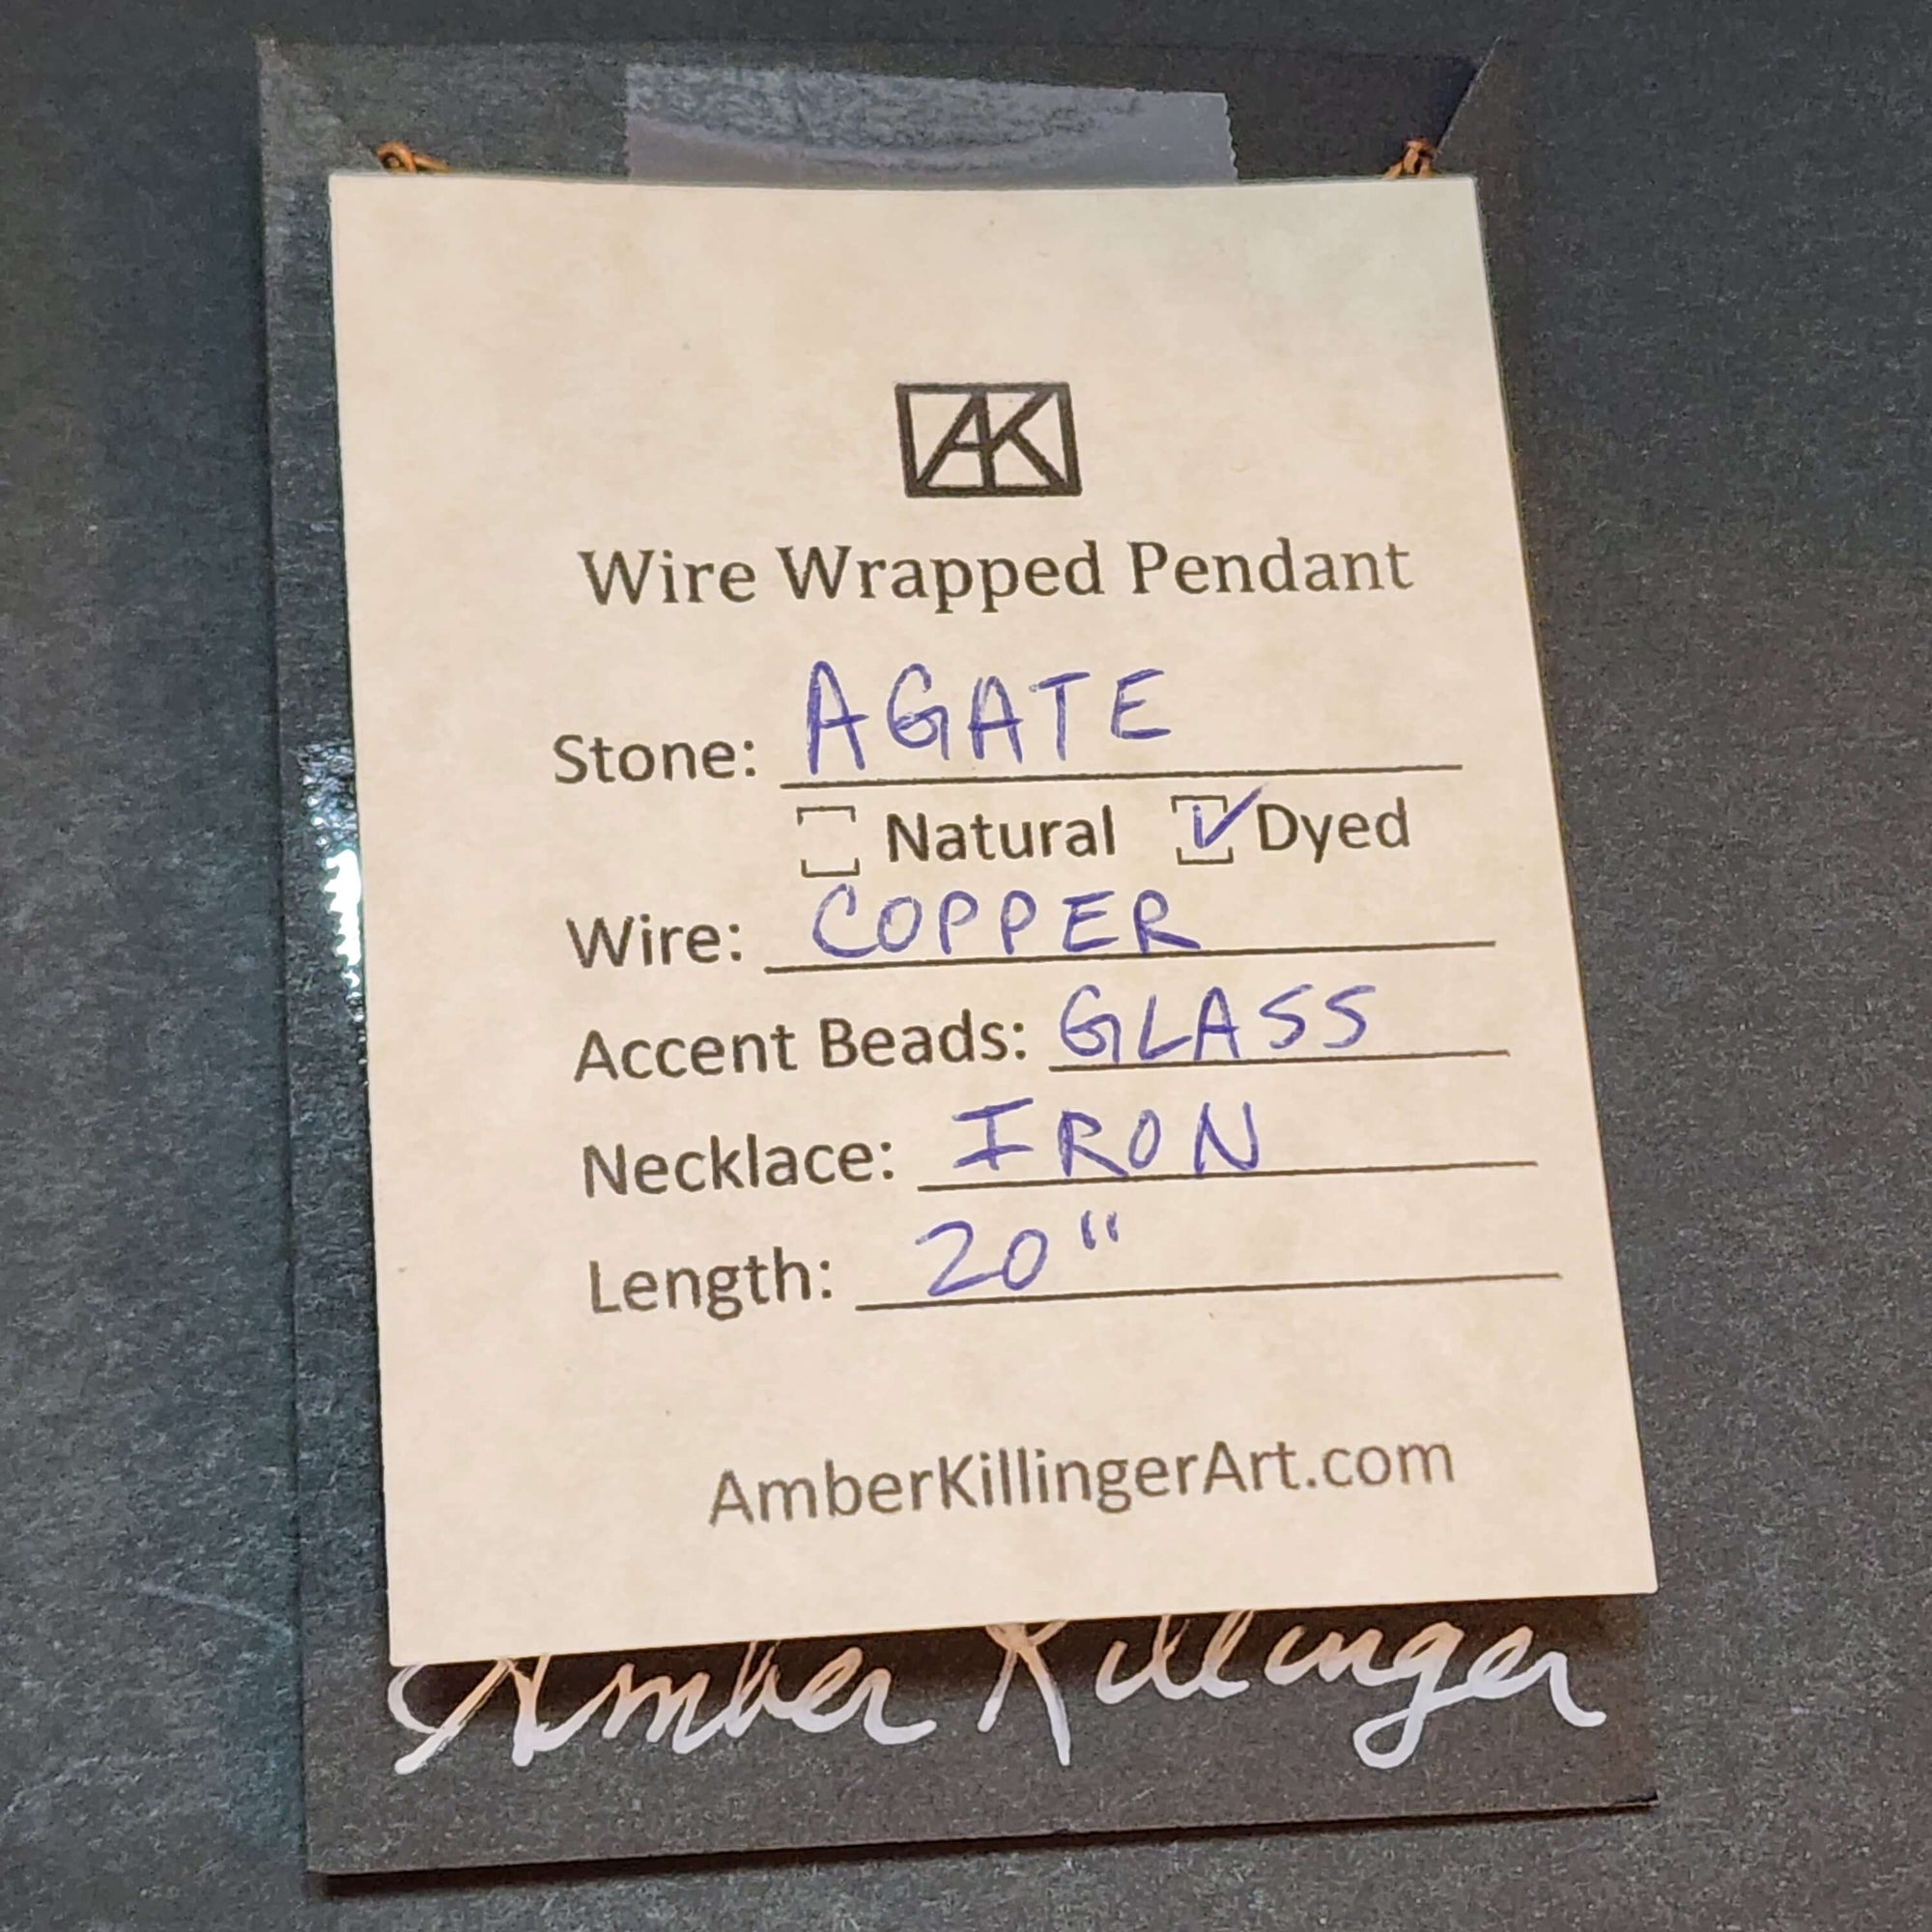 AK
Wire Wrapped Pendant
Stone: AGATE
Natural Dyed
Wire: COPPER
Accent Beads: GLASS
Necklace: IRON
Length: 20"
AmberKillingerArt.com
Amber Killinger